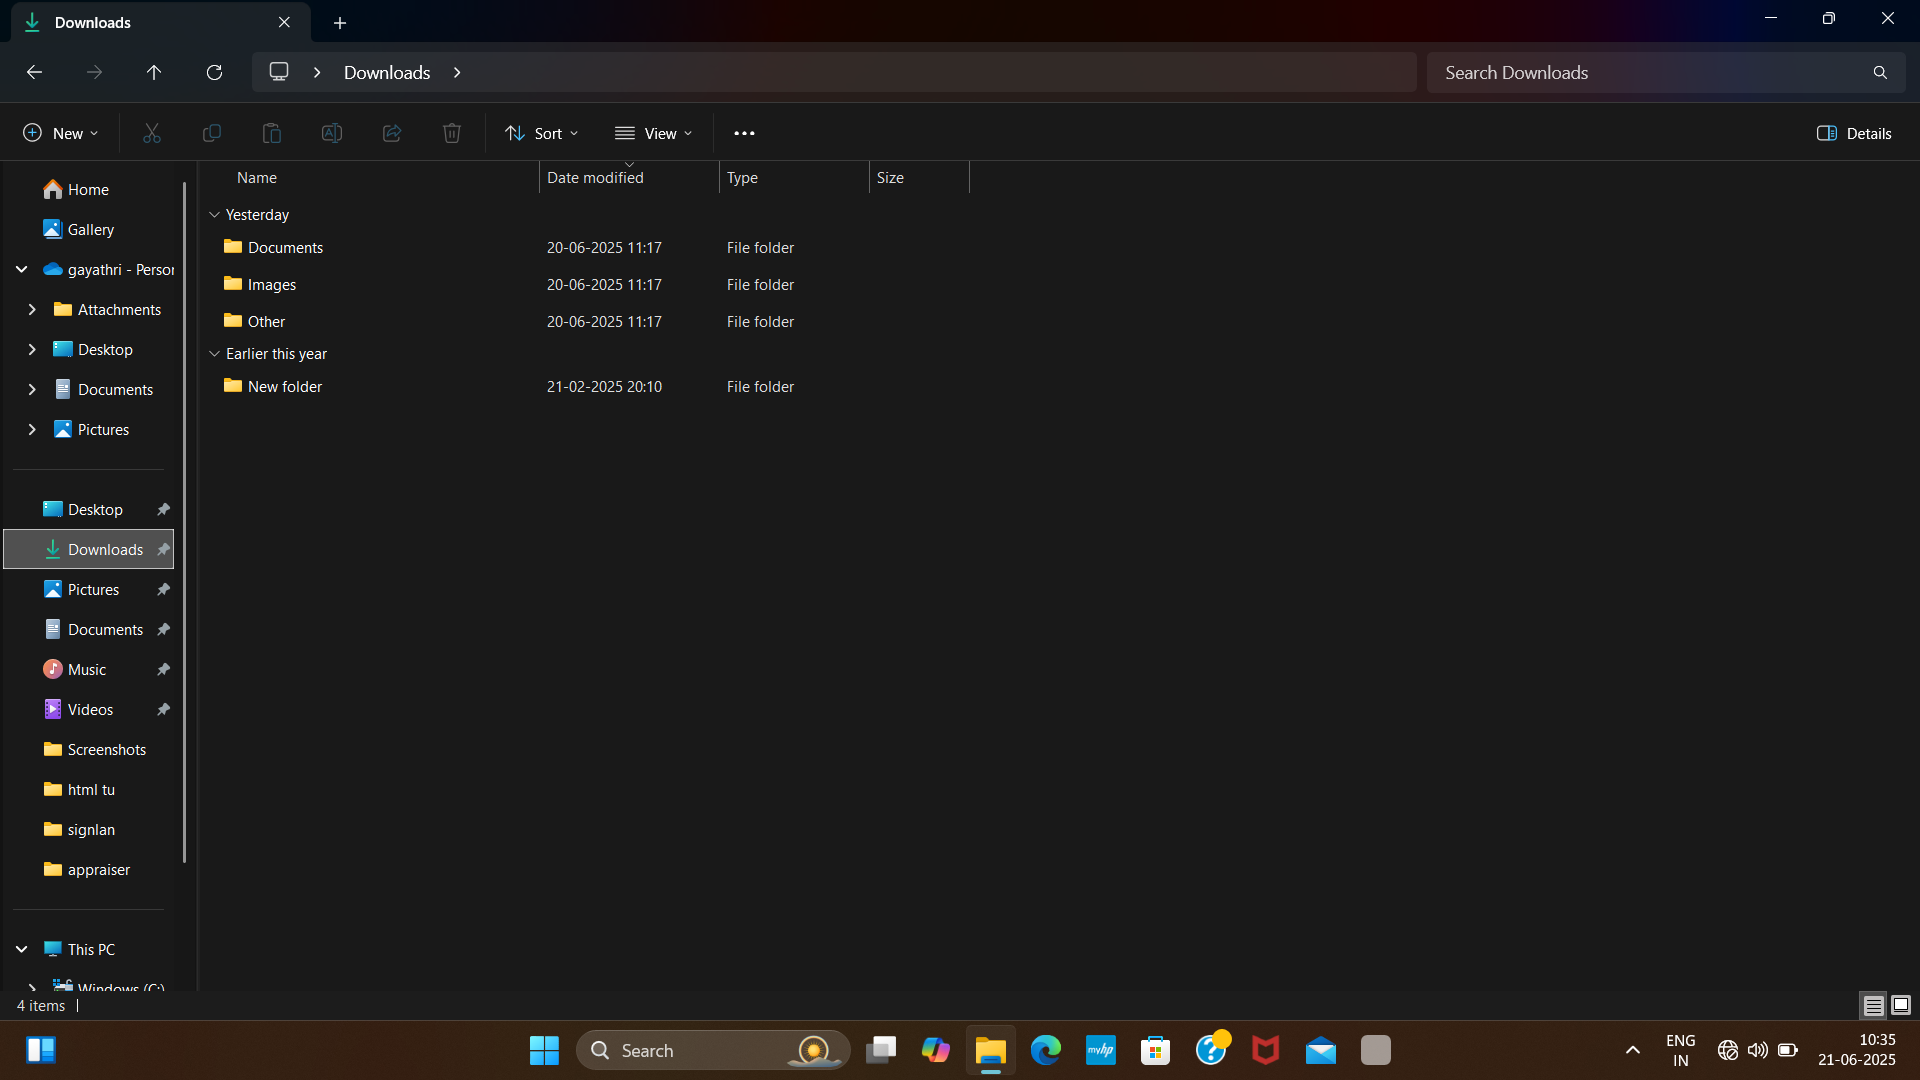 Downloads
Downloads
Search Downloads
New
Sort
View
Details
Name Date modified Type Size
Home
Gallery
gayathri - Person
Attachments
Desktop
Documents
Pictures
Desktop
Downloads
Pictures
Documents
Music
Videos
Screenshots
html tu
signlan
appraiser
This PC
Windows (C:)
Yesterday
Documents 20-06-2025 11:17 File folder
Images 20-06-2025 11:17 File folder
Other 20-06-2025 11:17 File folder
Earlier this year
New folder 21-02-2025 20:10 File folder
4 items
Search
myhp
ENG
IN
10:35
21-06-2025